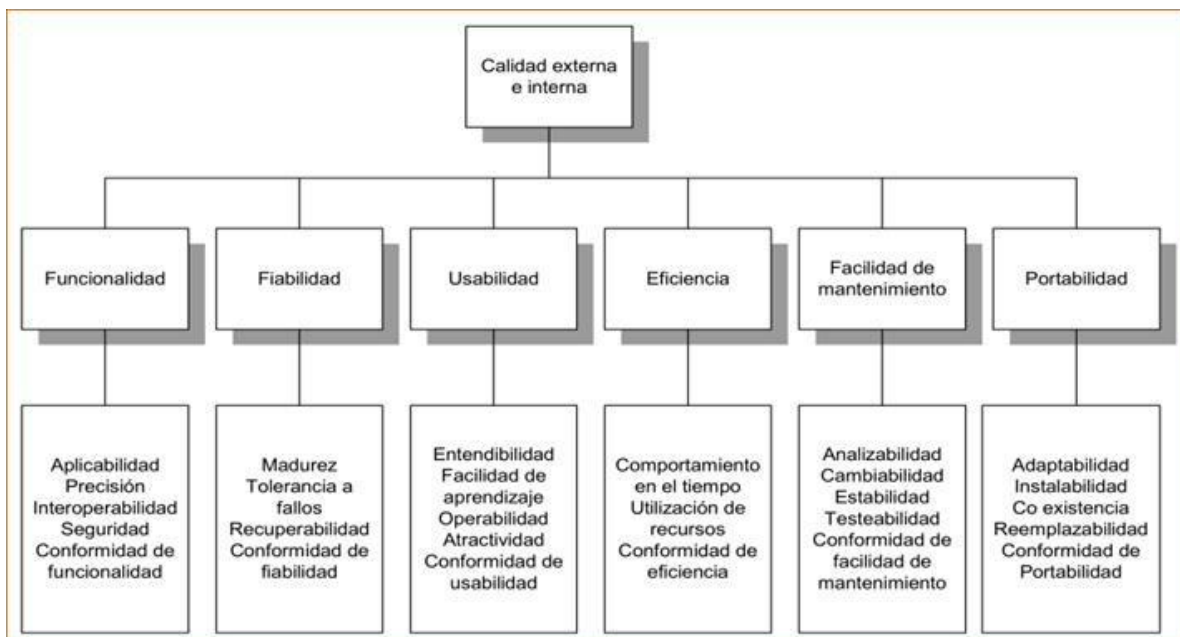 Calidad externa
e interna
Funcionalidad
Fiabilidad
Usabilidad
Eficiencia
Facilidad de
mantenimiento
Portabilidad
Aplicabilidad
Precisión
Interoperabilidad
Seguridad
Conformidad de
funcionalidad
Madurez
Tolerancia a
fallos
Recuperabilidad
Conformidad de
fiabilidad
Entendibilidad
Facilidad de
aprendizaje
Operabilidad
Atractividad
Conformidad de
usabilidad
Comportamiento
en el tiempo
Utilización de
recursos
Conformidad de
eficiencia
Analizabilidad
Cambiabilidad
Estabilidad
Testeabilidad
Conformidad de
facilidad de
mantenimiento
Adaptabilidad
Instalabilidad
Co existencia
Reemplazabilidad
Conformidad de
Portabilidad